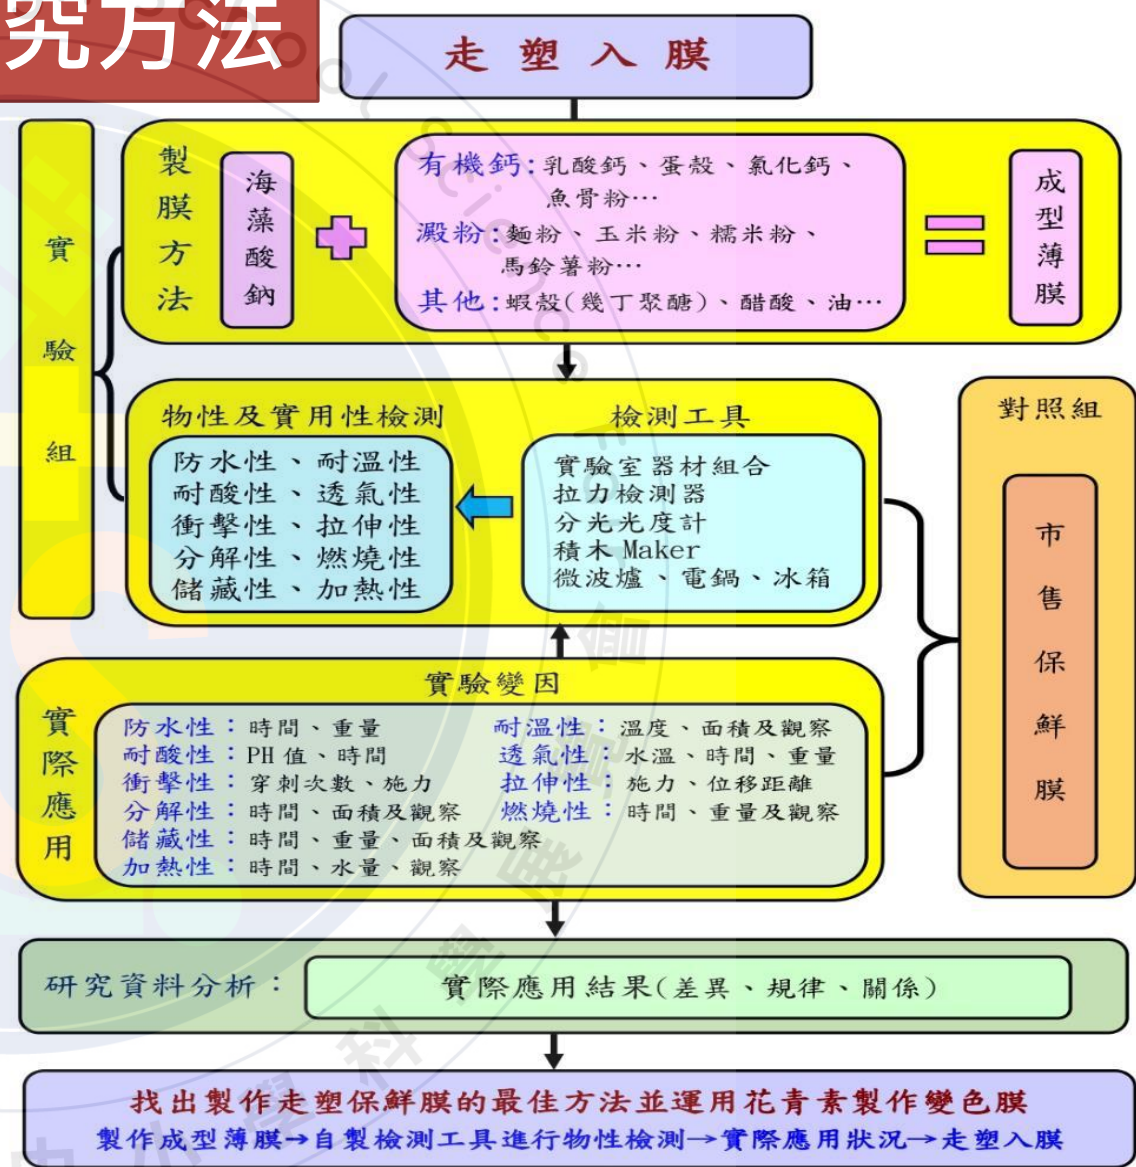 究方法
走塑入膜
實驗組
製膜方法
海藻酸鈉
有機鈣:乳酸鈣、蛋殼、氯化鈣、
魚骨粉…
澱粉:麵粉、玉米粉、糯米粉、
馬鈴薯粉…
其他:蝦殼(幾丁聚醣)、醋酸、油…
成型薄膜
物性及實用性檢測
防水性、耐溫性
耐酸性、透氣性
衝擊性、拉伸性
分解性、燃燒性
儲藏性、加熱性
檢測工具
實驗室器材組合
拉力檢測器
分光光度計
積木 Maker
微波爐、電鍋、冰箱
對照組
市售保鮮膜
實際應用
實驗變因
防水性：時間、重量
耐溫性：溫度、面積及觀察
耐酸性：PH 值、時間
透氣性：水溫、時間、重量
衝擊性：穿刺次數、施力
拉伸性：施力、位移距離
分解性：時間、面積及觀察
燃燒性：時間、重量及觀察
儲藏性：時間、重量、面積及觀察
加熱性：時間、水量、觀察
研究資料分析：
實際應用結果(差異、規律、關係)
找出製作走塑保鮮膜的最佳方法並運用花青素製作變色膜
製作成型薄膜→自製檢測工具進行物性檢測→實際應用狀況→走塑入膜